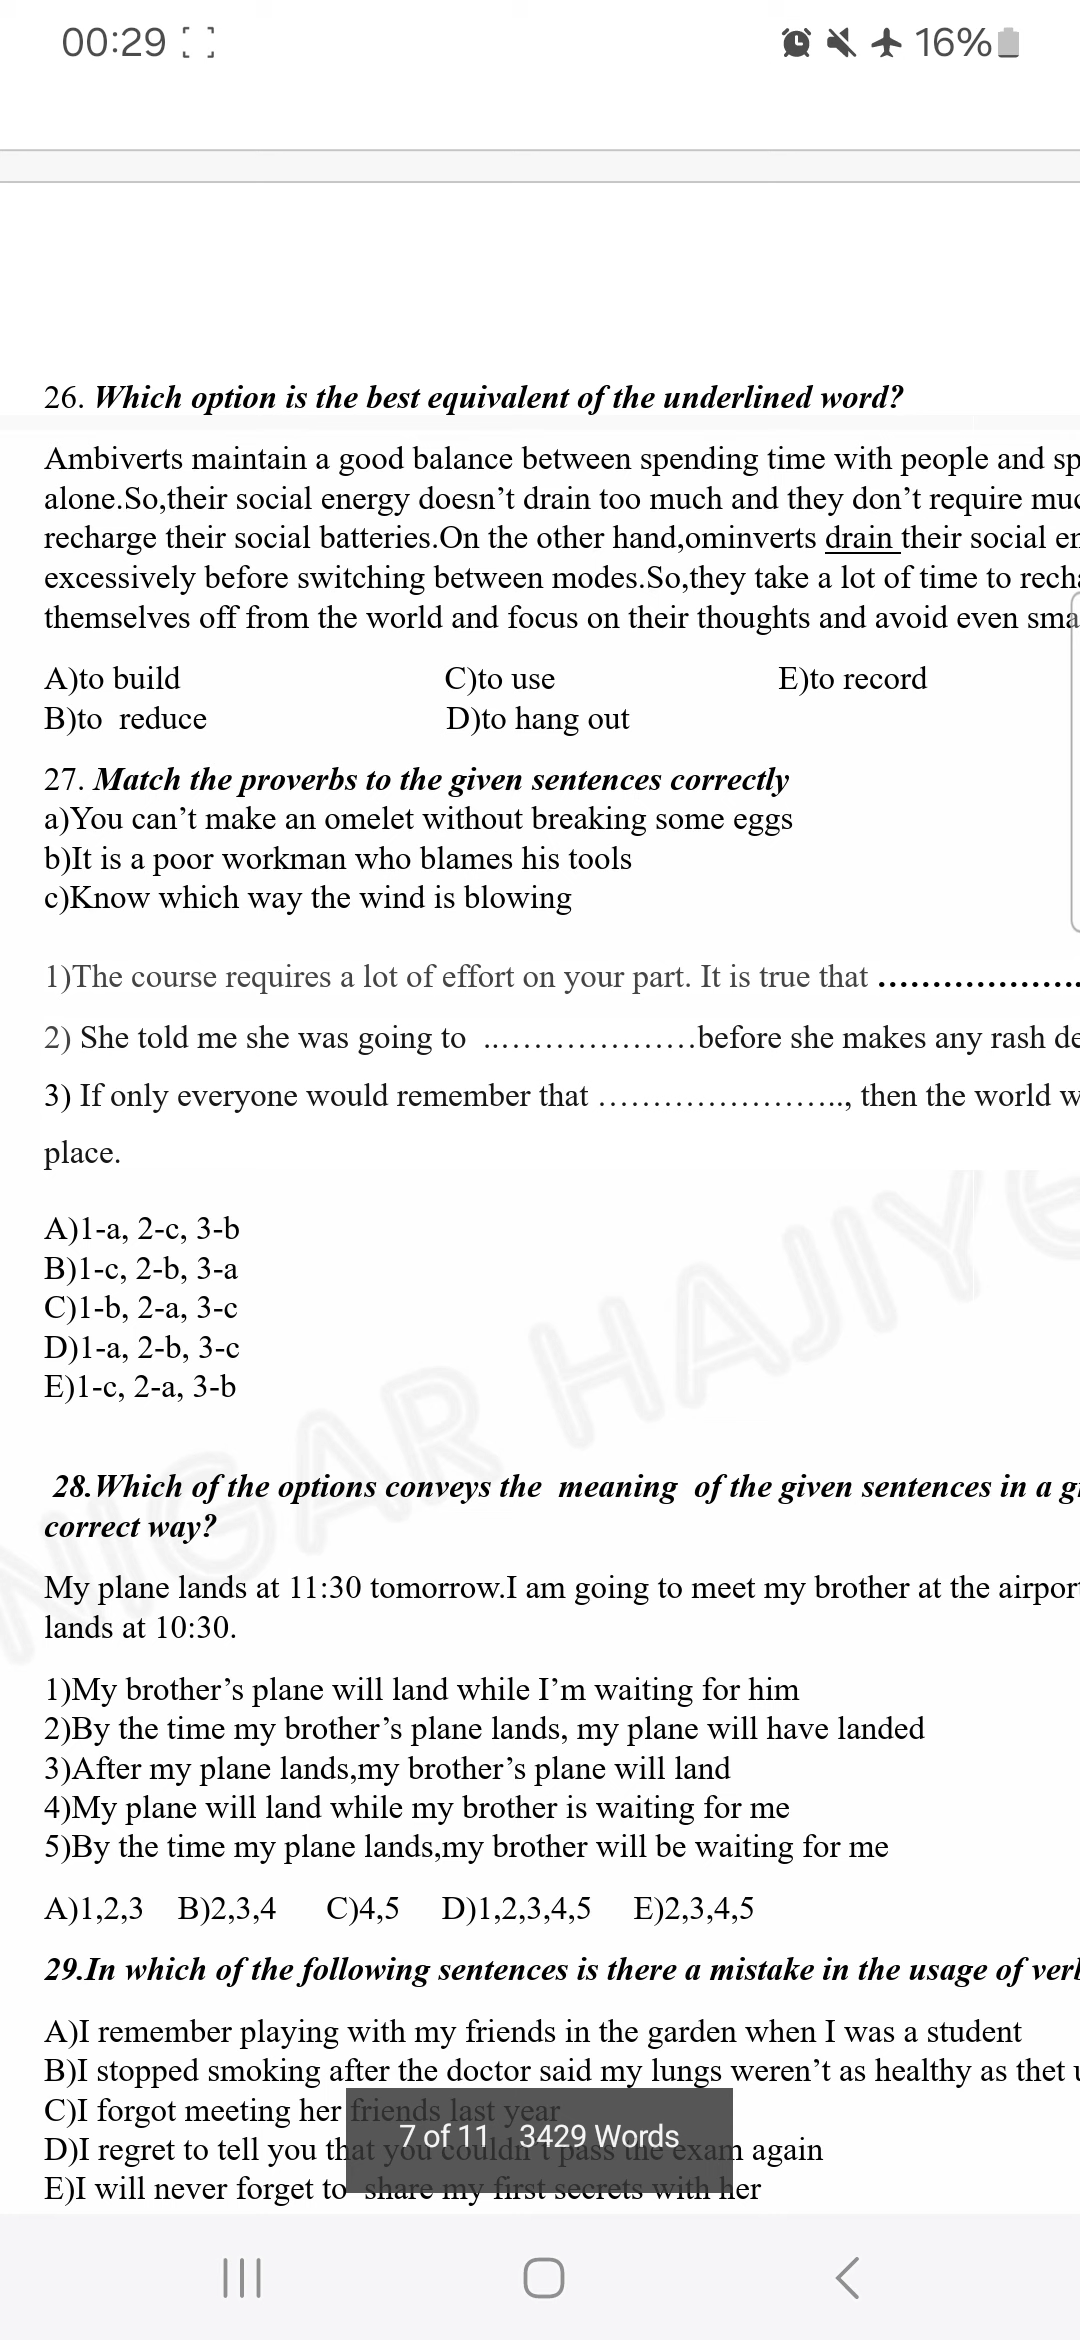 00:29 16%
26. Which option is the best equivalent of the underlined word?
Ambiverts maintain a good balance between spending time with people and sp
alone.So,their social energy doesn’t drain too much and they don’t require muc
recharge their social batteries.On the other hand,ominverts drain their social en
excessively before switching between modes.So,they take a lot of time to recha
themselves off from the world and focus on their thoughts and avoid even sma
A)to build C)to use E)to record
B)to reduce D)to hang out
27. Match the proverbs to the given sentences correctly
a)You can’t make an omelet without breaking some eggs
b)It is a poor workman who blames his tools
c)Know which way the wind is blowing
1)The course requires a lot of effort on your part. It is true that ....................
2) She told me she was going to ......................before she makes any rash de
3) If only everyone would remember that ........................., then the world w
place.
A)1-a, 2-c, 3-b
B)1-c, 2-b, 3-a
C)1-b, 2-a, 3-c
D)1-a, 2-b, 3-c
E)1-c, 2-a, 3-b
28.Which of the options conveys the meaning of the given sentences in a gr
correct way?
My plane lands at 11:30 tomorrow.I am going to meet my brother at the airport
lands at 10:30.
1)My brother’s plane will land while I’m waiting for him
2)By the time my brother’s plane lands, my plane will have landed
3)After my plane lands,my brother’s plane will land
4)My plane will land while my brother is waiting for me
5)By the time my plane lands,my brother will be waiting for me
A)1,2,3 B)2,3,4 C)4,5 D)1,2,3,4,5 E)2,3,4,5
29.In which of the following sentences is there a mistake in the usage of verb
A)I remember playing with my friends in the garden when I was a student
B)I stopped smoking after the doctor said my lungs weren’t as healthy as thet u
C)I forgot meeting her friends last year
D)I regret to tell you that you couldn’t pass the exam again
E)I will never forget to share my first secrets with her
7 of 11 3429 Words
NIGAR HAJIYE